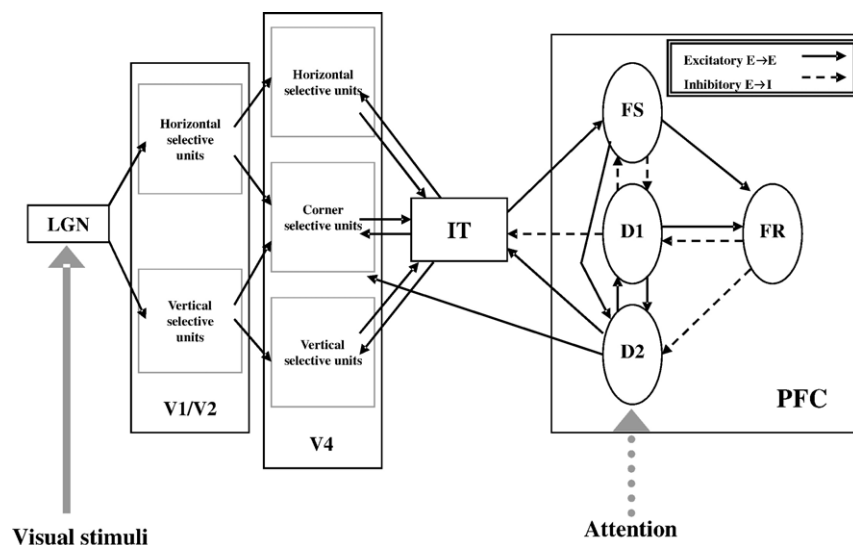 LGN
Visual stimuli
Horizontal
selective
units
Vertical
selective
units
V1/V2
Horizontal
selective units
Corner
selective units
Vertical
selective units
V4
IT
Excitatory E→E
Inhibitory E→I
FS
D1
FR
D2
PFC
Attention